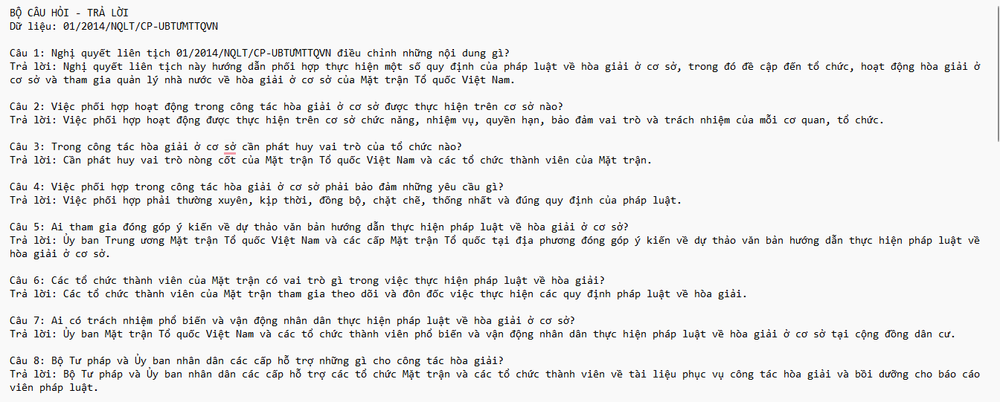 BỘ CÂU HỎI - TRẢ LỜI
Dữ liệu: 01/2014/NQLT/CP-UBTƯMTTQVN
Câu 1: Nghị quyết liên tịch 01/2014/NQLT/CP-UBTƯMTTQVN điều chỉnh những nội dung gì?
Trả lời: Nghị quyết liên tịch này hướng dẫn phối hợp thực hiện một số quy định của pháp luật về hòa giải ở cơ sở, trong đó đề cập đến tổ chức, hoạt động hòa giải ở
cơ sở và tham gia quản lý nhà nước về hòa giải ở cơ sở của Mặt trận Tổ quốc Việt Nam.
Câu 2: Việc phối hợp hoạt động trong công tác hòa giải ở cơ sở được thực hiện trên cơ sở nào?
Trả lời: Việc phối hợp hoạt động được thực hiện trên cơ sở chức năng, nhiệm vụ, quyền hạn, bảo đảm vai trò và trách nhiệm của mỗi cơ quan, tổ chức.
Câu 3: Trong công tác hòa giải ở cơ sở cần phát huy vai trò của tổ chức nào?
Trả lời: Cần phát huy vai trò nòng cốt của Mặt trận Tổ quốc Việt Nam và các tổ chức thành viên của Mặt trận.
Câu 4: Việc phối hợp trong công tác hòa giải ở cơ sở phải bảo đảm những yêu cầu gì?
Trả lời: Việc phối hợp phải thường xuyên, kịp thời, đồng bộ, chặt chẽ, thống nhất và đúng quy định của pháp luật.
Câu 5: Ai tham gia đóng góp ý kiến về dự thảo văn bản hướng dẫn thực hiện pháp luật về hòa giải ở cơ sở?
Trả lời: Ủy ban Trung ương Mặt trận Tổ quốc Việt Nam và các cấp Mặt trận Tổ quốc tại địa phương đóng góp ý kiến về dự thảo văn bản hướng dẫn thực hiện pháp luật về
hòa giải ở cơ sở.
Câu 6: Các tổ chức thành viên của Mặt trận có vai trò gì trong việc thực hiện pháp luật về hòa giải?
Trả lời: Các tổ chức thành viên của Mặt trận tham gia theo dõi và đôn đốc việc thực hiện các quy định pháp luật về hòa giải.
Câu 7: Ai có trách nhiệm phổ biến và vận động nhân dân thực hiện pháp luật về hòa giải ở cơ sở?
Trả lời: Ủy ban Mặt trận Tổ quốc Việt Nam và các tổ chức thành viên phổ biến và vận động nhân dân thực hiện pháp luật về hòa giải ở cơ sở tại cộng đồng dân cư.
Câu 8: Bộ Tư pháp và Ủy ban nhân dân các cấp hỗ trợ những gì cho công tác hòa giải?
Trả lời: Bộ Tư pháp và Ủy ban nhân dân các cấp hỗ trợ các tổ chức Mặt trận và các tổ chức thành viên về tài liệu phục vụ công tác hòa giải và bồi dưỡng cho báo cáo
viên pháp luật.